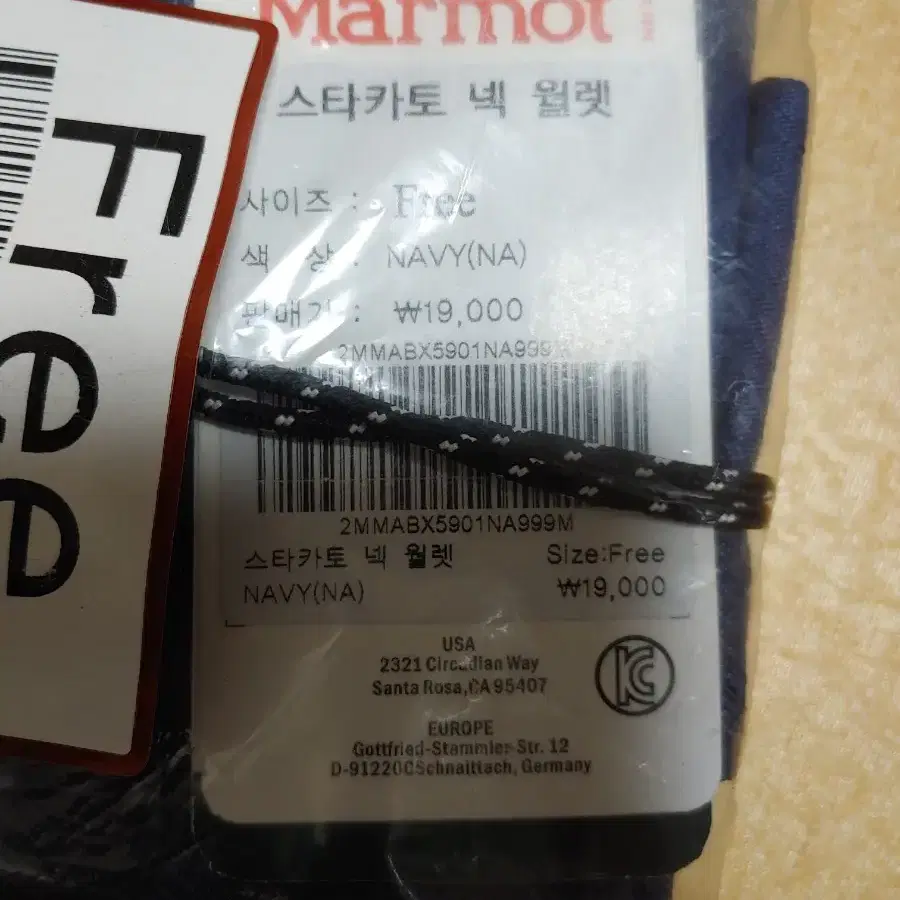 Marmot
스타카토 넥 월렛
사이즈 : Free
색 상 : NAVY(NA)
판매가 : ₩19,000
2MMABX5901NA999M
2MMABX5901NA999M
스타카토 넥 월렛 Size:Free
NAVY(NA) ₩19,000
USA
2321 Circadian Way
Santa Rosa,CA 95407
EUROPE
Gottfried-Stammler-Str. 12
Schnaittach, Germany
KC
Free